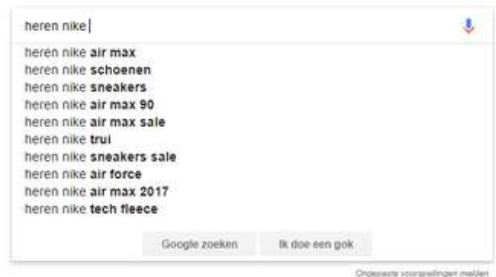 heren nike
heren nike air max
heren nike schoenen
heren nike sneakers
heren nike air max 90
heren nike air max sale
heren nike trui
heren nike sneakers sale
heren nike air force
heren nike air max 2017
heren nike tech fleece
Google zoeken Ik doe een gok
Ongepaste voorspellingen melden